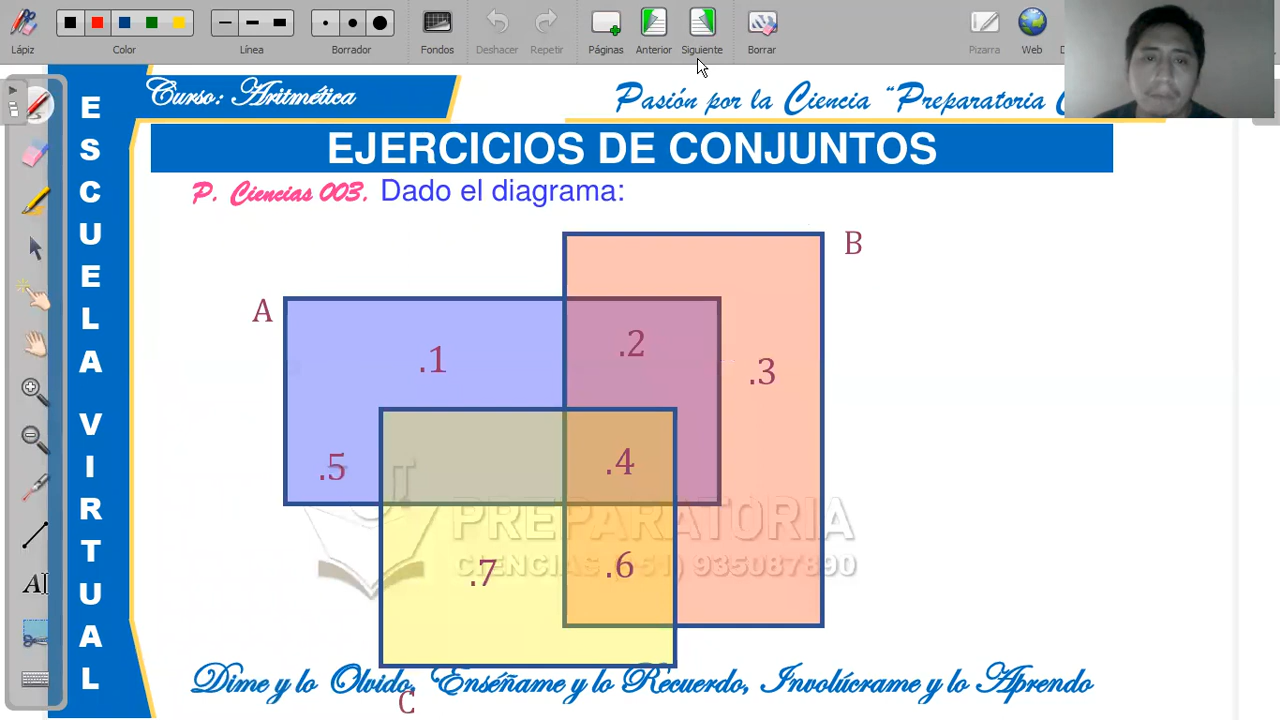 Lápiz
Color
Línea
Borrador
Fondos
Deshacer
Repetir
Páginas
Anterior
Siguiente
Borrar
Pizarra
Web
Curso: Aritmética
Pasión por la Ciencia "Preparatoria
ESCUELA VIRTUAL
EJERCICIOS DE CONJUNTOS
P. Ciencias 003. Dado el diagrama:
B
A
.1
.2
.3
.5
.4
PREPARATORIA
CIENCIAS (51) 935087890
.7
.6
Dime y lo Olvido, Enséñame y lo Recuerdo, Involúcrame y lo Aprendo
C
AI